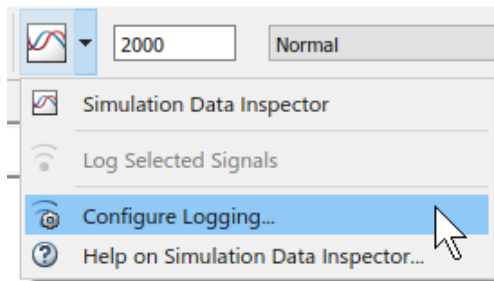 2000 Normal
Simulation Data Inspector
Log Selected Signals
Configure Logging...
Help on Simulation Data Inspector...